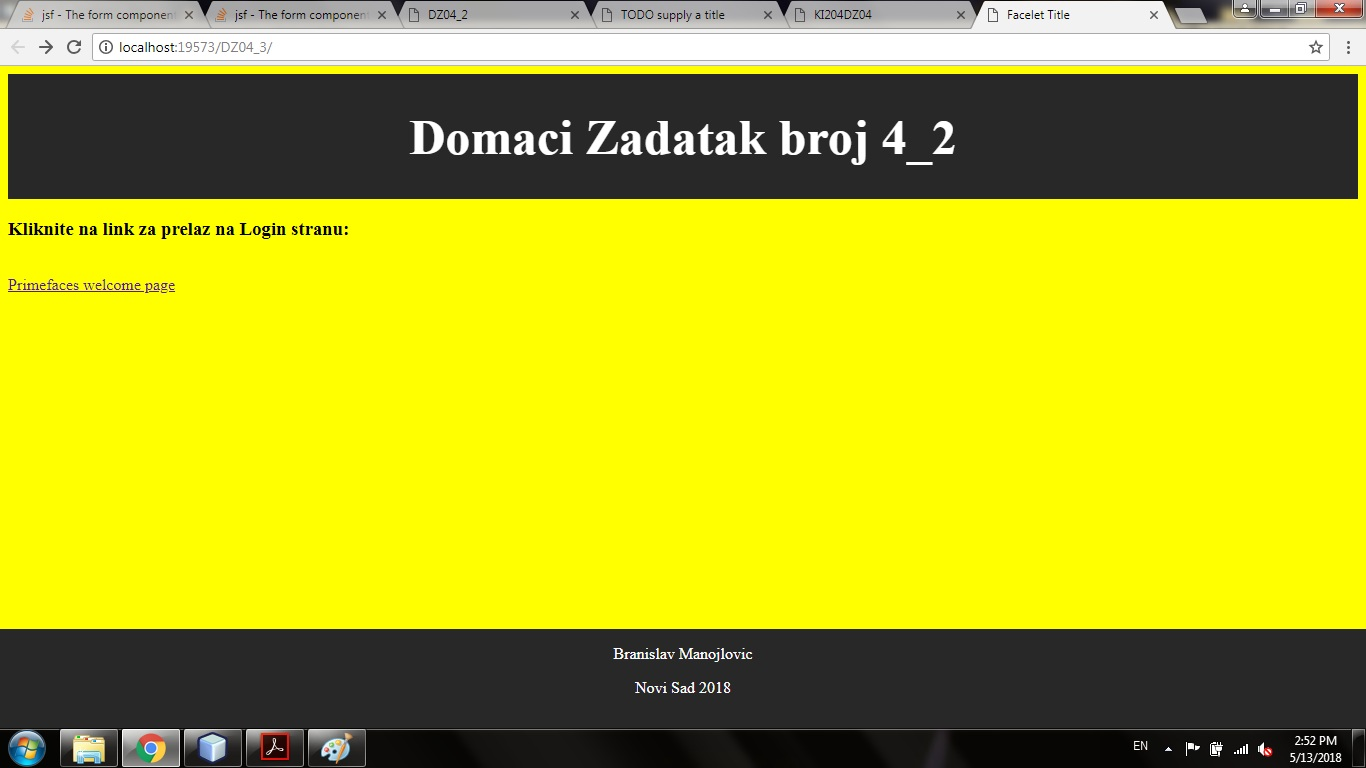 jsf - The form component
jsf - The form component
DZ04_2
TODO supply a title
KI204DZ04
Facelet Title
localhost:19573/DZ04_3/
Domaci Zadatak broj 4_2
Kliknite na link za prelaz na Login stranu:
Primefaces welcome page
Branislav Manojlovic
Novi Sad 2018
EN
2:52 PM
5/13/2018